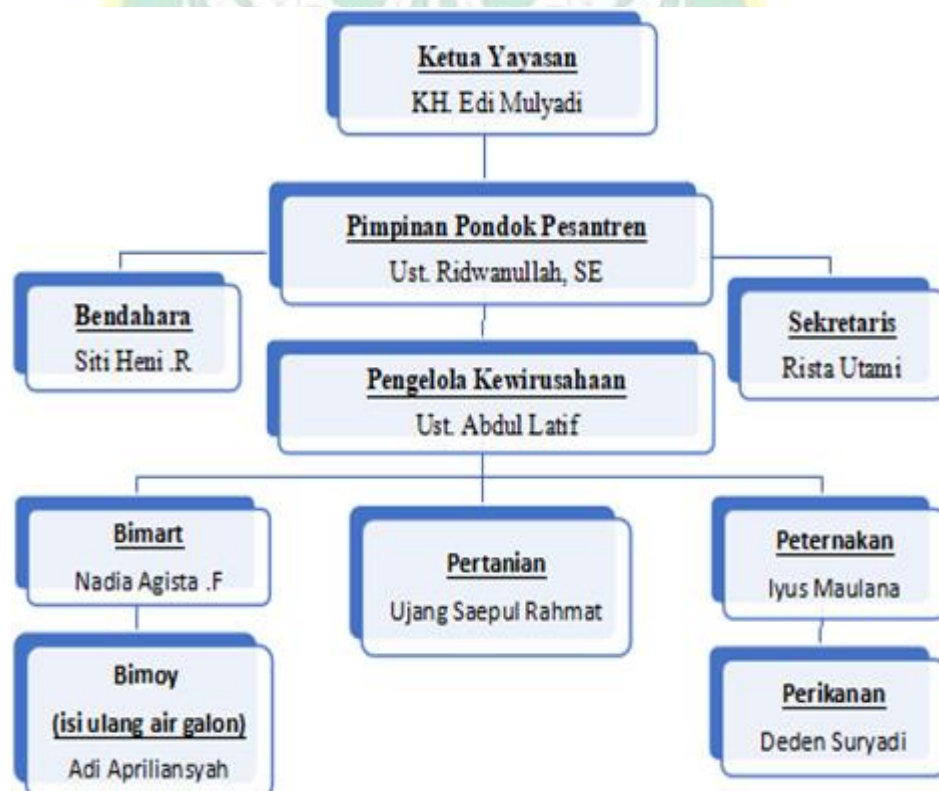 Ketua Yayasan
KH. Edi Mulyadi
Pimpinan Pondok Pesantren
Ust. Ridwanullah, SE
Bendahara
Siti Heni .R
Sekretaris
Rista Utami
Pengelola Kewirusahaan
Ust. Abdul Latif
Bimart
Nadia Agista .F
Pertanian
Ujang Saepul Rahmat
Peternakan
Iyus Maulana
Bimoy
(isi ulang air galon)
Adi Apriliansyah
Perikanan
Deden Suryadi